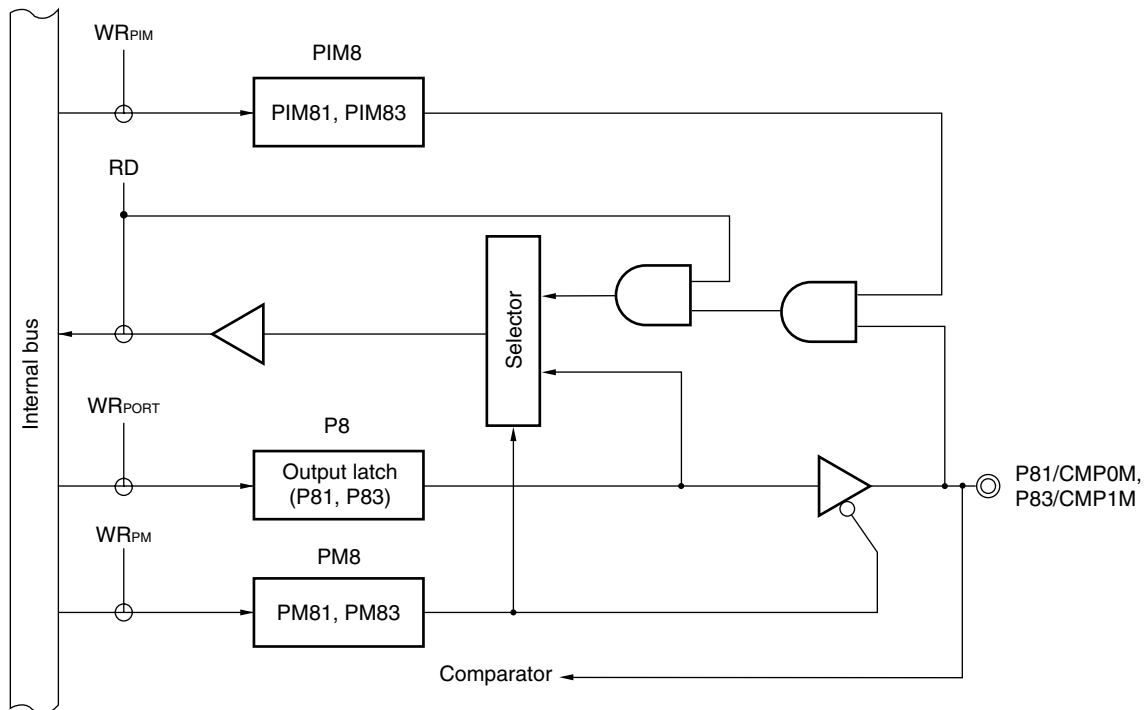 WRPIM
PIM8
PIM81, PIM83
RD
Selector
Internal bus
WRPORT
P8
Output latch
(P81, P83)
P81/CMP0M,
P83/CMP1M
WRPM
PM8
PM81, PM83
Comparator